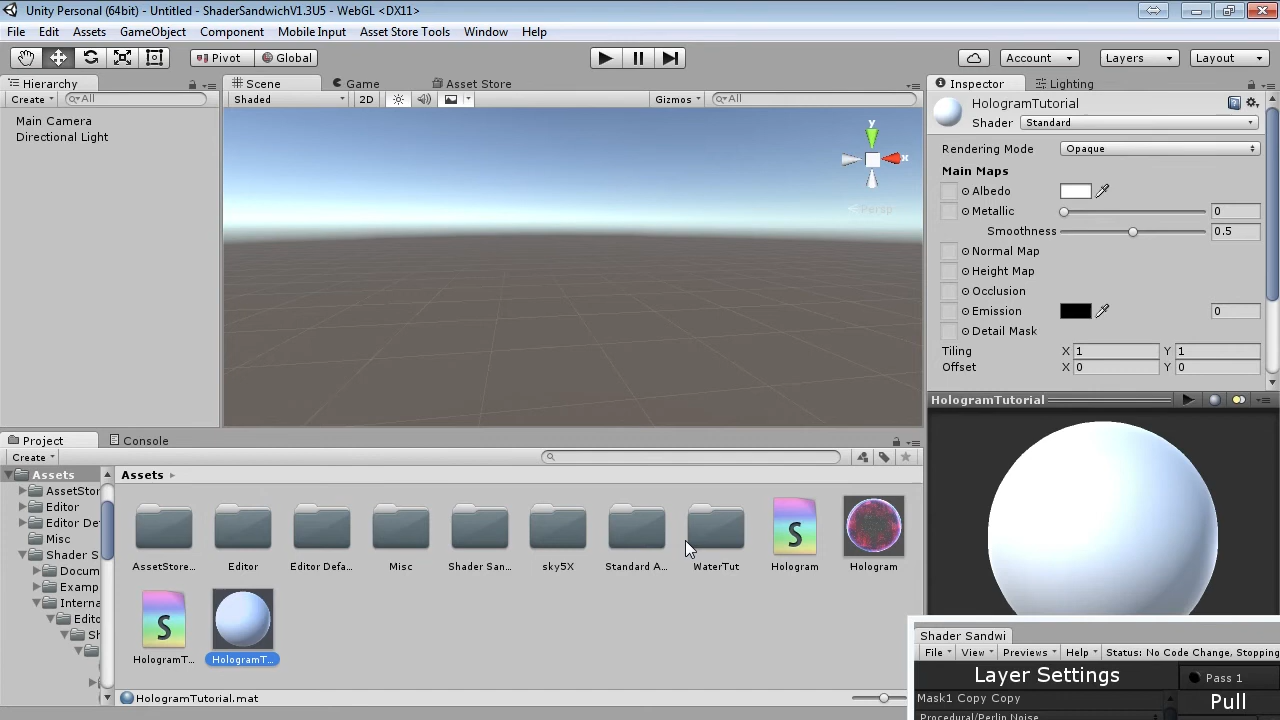 Unity Personal (64bit) - Untitled - ShaderSandwichV1.3U5 - WebGL <DX11>
File Edit Assets GameObject Component Mobile Input Asset Store Tools Window Help
Pivot Global Account Layers Layout
Hierarchy Scene Game Asset Store Inspector Lighting
Create All Shaded 2D Gizmos All
HologramTutorial
Shader Standard
Main Camera
Directional Light
y
x
Persp
Rendering Mode Opaque
Main Maps
Albedo
Metallic 0
Smoothness 0.5
Normal Map
Height Map
Occlusion
Emission 0
Detail Mask
Tiling X 1 Y 1
Offset X 0 Y 0
HologramTutorial
Project Console
Create
Assets
AssetStor
Editor
Editor De
Misc
Shader S
Docum
Examp
Interna
Edito
Sh
Assets
AssetStore...
Editor
Editor Defa...
Misc
Shader San...
sky5X
Standard A...
WaterTut
Hologram
Hologram
S
HologramT...
HologramT...
S
HologramTutorial.mat
Shader Sandwi
File View Previews Help Status: No Code Change, Stopping
Layer Settings Pass 1
Mask1 Copy Copy Pull
Procedural/Perlin Noise